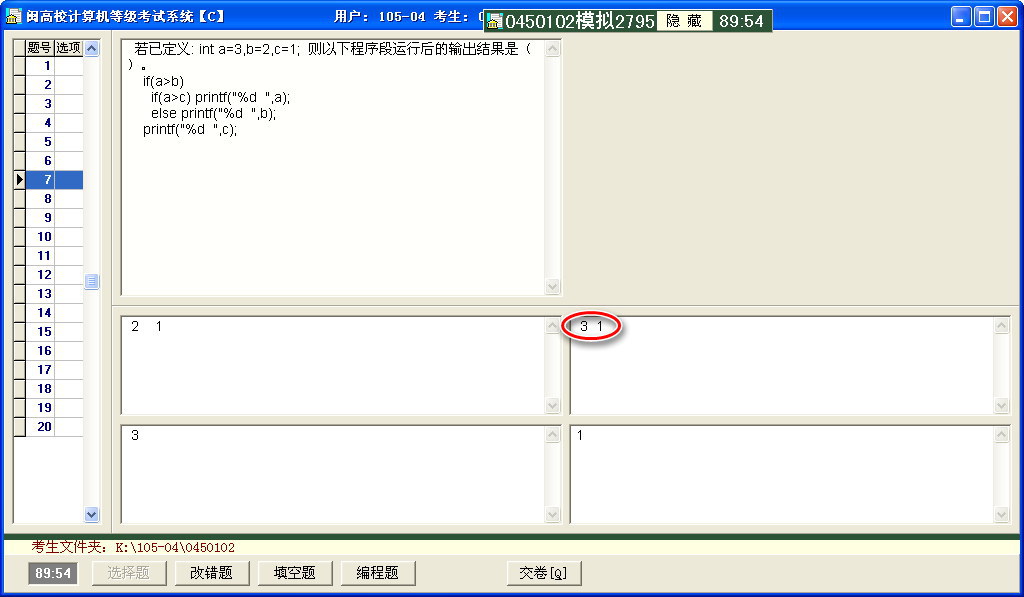 闽高校计算机等级考试系统【C】 用户: 105-04 考生:
0450102模拟2795 隐 藏 89:54
题号 选项
1
2
3
4
5
6
7
8
9
10
11
12
13
14
15
16
17
18
19
20
若已定义: int a=3,b=2,c=1; 则以下程序段运行后的输出结果是（
）。
if(a>b)
if(a>c) printf("%d  ",a);
else printf("%d  ",b);
printf("%d  ",c);
2  1
3  1
3
1
考生文件夹: K:\105-04\0450102
89:54 选择题 改错题 填空题 编程题 交卷[Q]